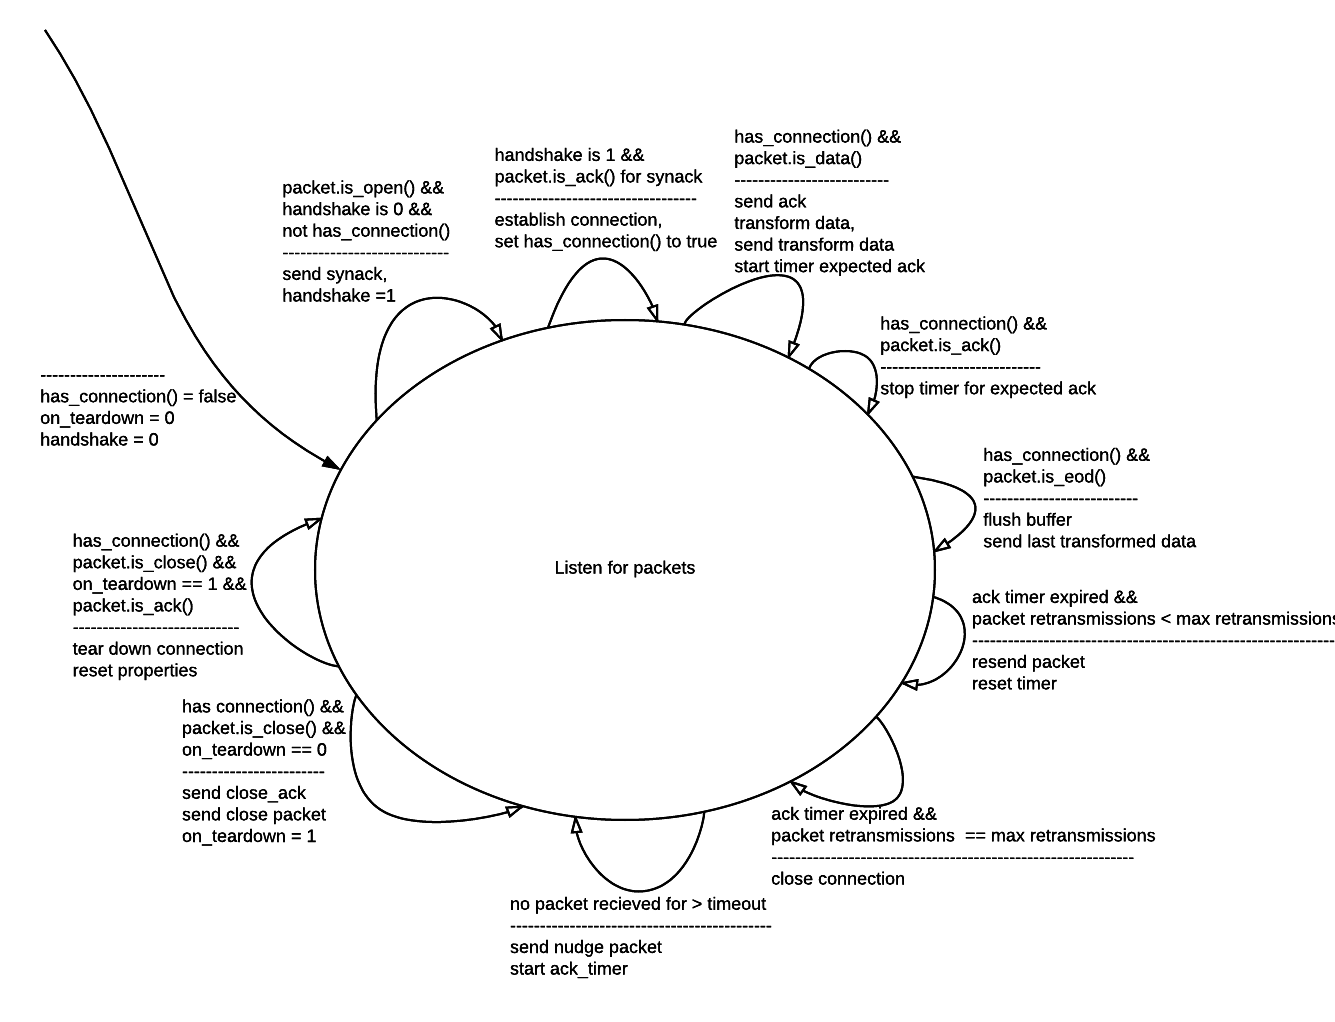 has_connection() &&
packet.is_data()
--------------------------
send ack
transform data,
send transform data
start timer expected ack
handshake is 1 &&
packet.is_ack() for synack
----------------------------------
establish connection,
set has_connection() to true
packet.is_open() &&
handshake is 0 &&
not has_connection()
----------------------------
send synack,
handshake =1
has_connection() &&
packet.is_ack()
---------------------------
stop timer for expected ack
---------------------
has_connection() = false
on_teardown = 0
handshake = 0
has_connection() &&
packet.is_eod()
--------------------------
flush buffer
send last transformed data
has_connection() &&
packet.is_close() &&
on_teardown == 1 &&
packet.is_ack()
----------------------------
tear down connection
reset properties
Listen for packets
ack timer expired &&
packet retransmissions < max retransmissions
-------------------------------------------------------------
resend packet
reset timer
has connection() &&
packet.is_close() &&
on_teardown == 0
------------------------
send close_ack
send close packet
on_teardown = 1
ack timer expired &&
packet retransmissions  == max retransmissions
-------------------------------------------------------------
close connection
no packet recieved for > timeout
--------------------------------------------
send nudge packet
start ack_timer